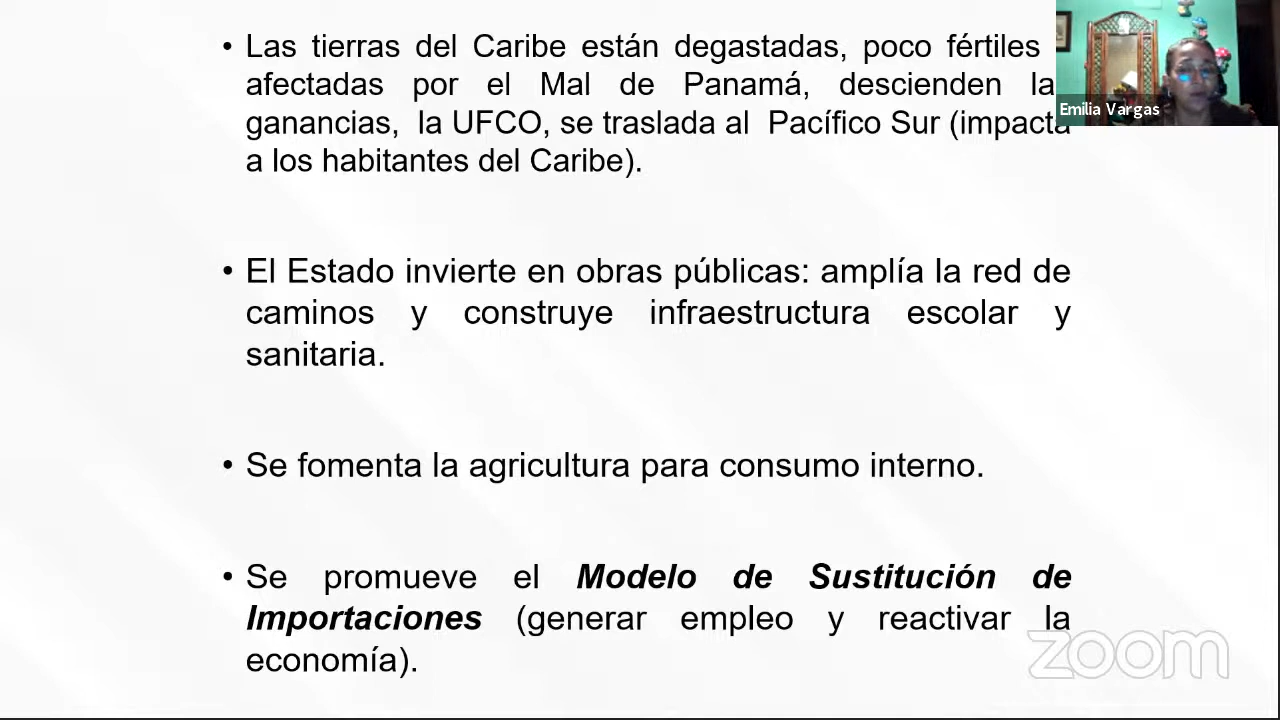 • Las tierras del Caribe están degastadas, poco fértiles
afectadas por el Mal de Panamá, descienden la
ganancias, la UFCO, se traslada al Pacífico Sur (impacta
a los habitantes del Caribe).
• El Estado invierte en obras públicas: amplía la red de
caminos y construye infraestructura escolar y
sanitaria.
• Se fomenta la agricultura para consumo interno.
• Se promueve el Modelo de Sustitución de
Importaciones (generar empleo y reactivar la
economía).
Emilia Vargas
zoom